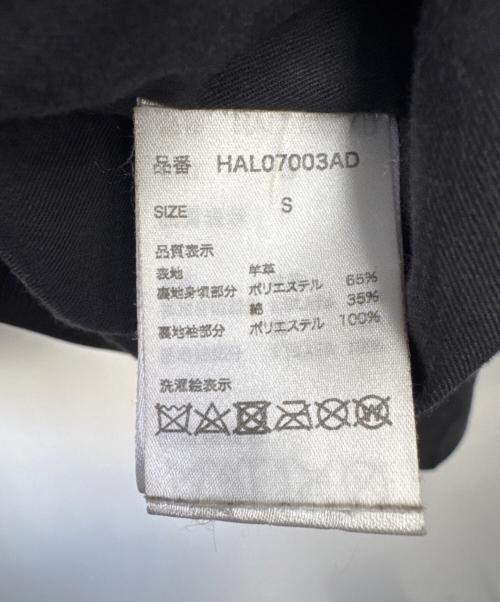 品番 HAL07003AD
SIZE S
品質表示
表地 羊革
裏地身頃部分 ポリエステル 65%
綿 35%
裏地袖部分 ポリエステル 100%
洗濯絵表示
W